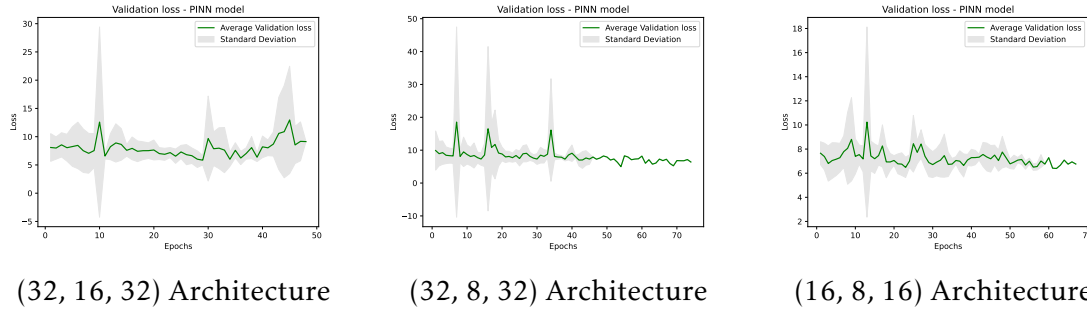 Validation loss - PINN model
Average Validation loss
Standard Deviation
30
25
20
15
10
5
0
−5
Loss
0
10
20
30
40
50
Epochs
(32, 16, 32) Architecture
Validation loss - PINN model
Average Validation loss
Standard Deviation
50
40
30
20
10
0
−10
Loss
0
10
20
30
40
50
60
70
Epochs
(32, 8, 32) Architecture
Validation loss - PINN model
Average Validation loss
Standard Deviation
18
16
14
12
10
8
6
4
2
Loss
0
10
20
30
40
50
60
70
Epochs
(16, 8, 16) Architecture